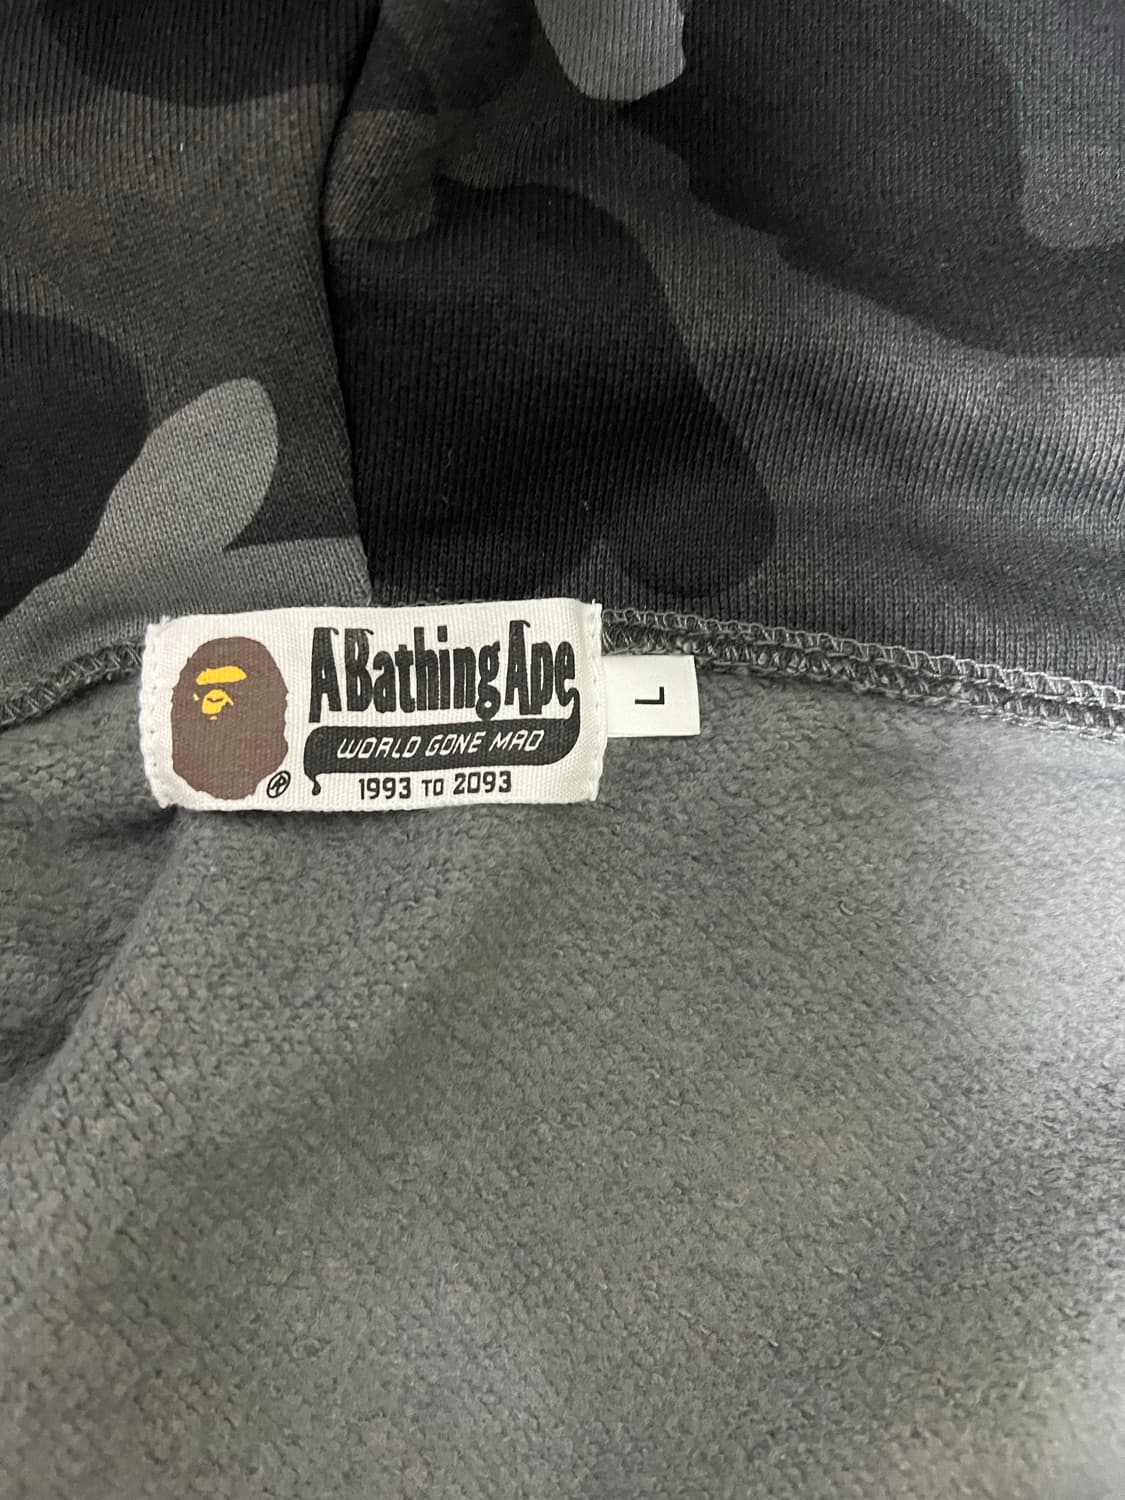 A Bathing Ape
WORLD GONE MAD
®
1993 TO 2093
L